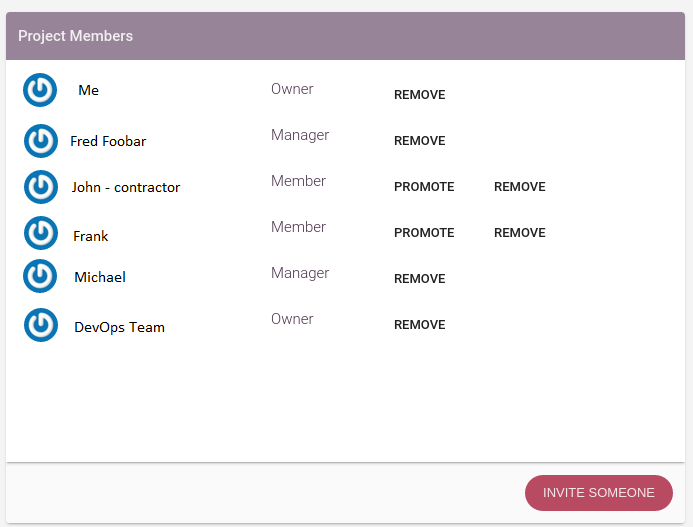 Project Members
Me Owner REMOVE
Fred Foobar Manager REMOVE
John - contractor Member PROMOTE REMOVE
Frank Member PROMOTE REMOVE
Michael Manager REMOVE
DevOps Team Owner REMOVE
INVITE SOMEONE